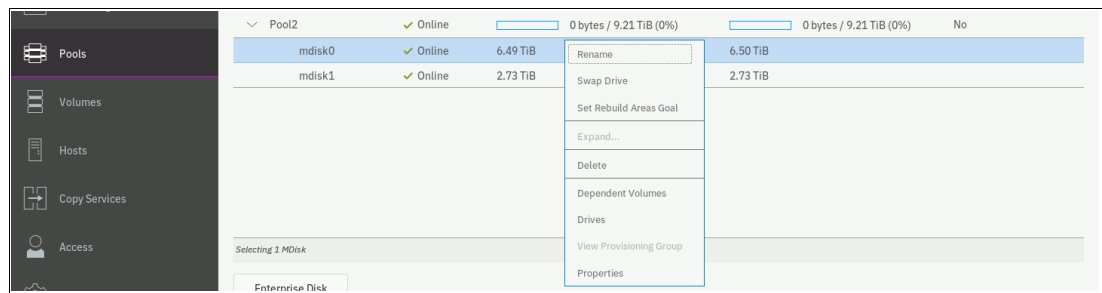 Pool2 Online 0 bytes / 9.21 TiB (0%) 0 bytes / 9.21 TiB (0%) No
Pools
mdisk0 Online 6.49 TiB 6.50 TiB
Rename
mdisk1 Online 2.73 TiB 2.73 TiB
Swap Drive
Volumes
Set Rebuild Areas Goal
Expand...
Hosts
Delete
Dependent Volumes
Copy Services
Drives
Access
Selecting 1 MDisk
View Provisioning Group
Properties
Enterprise Disk